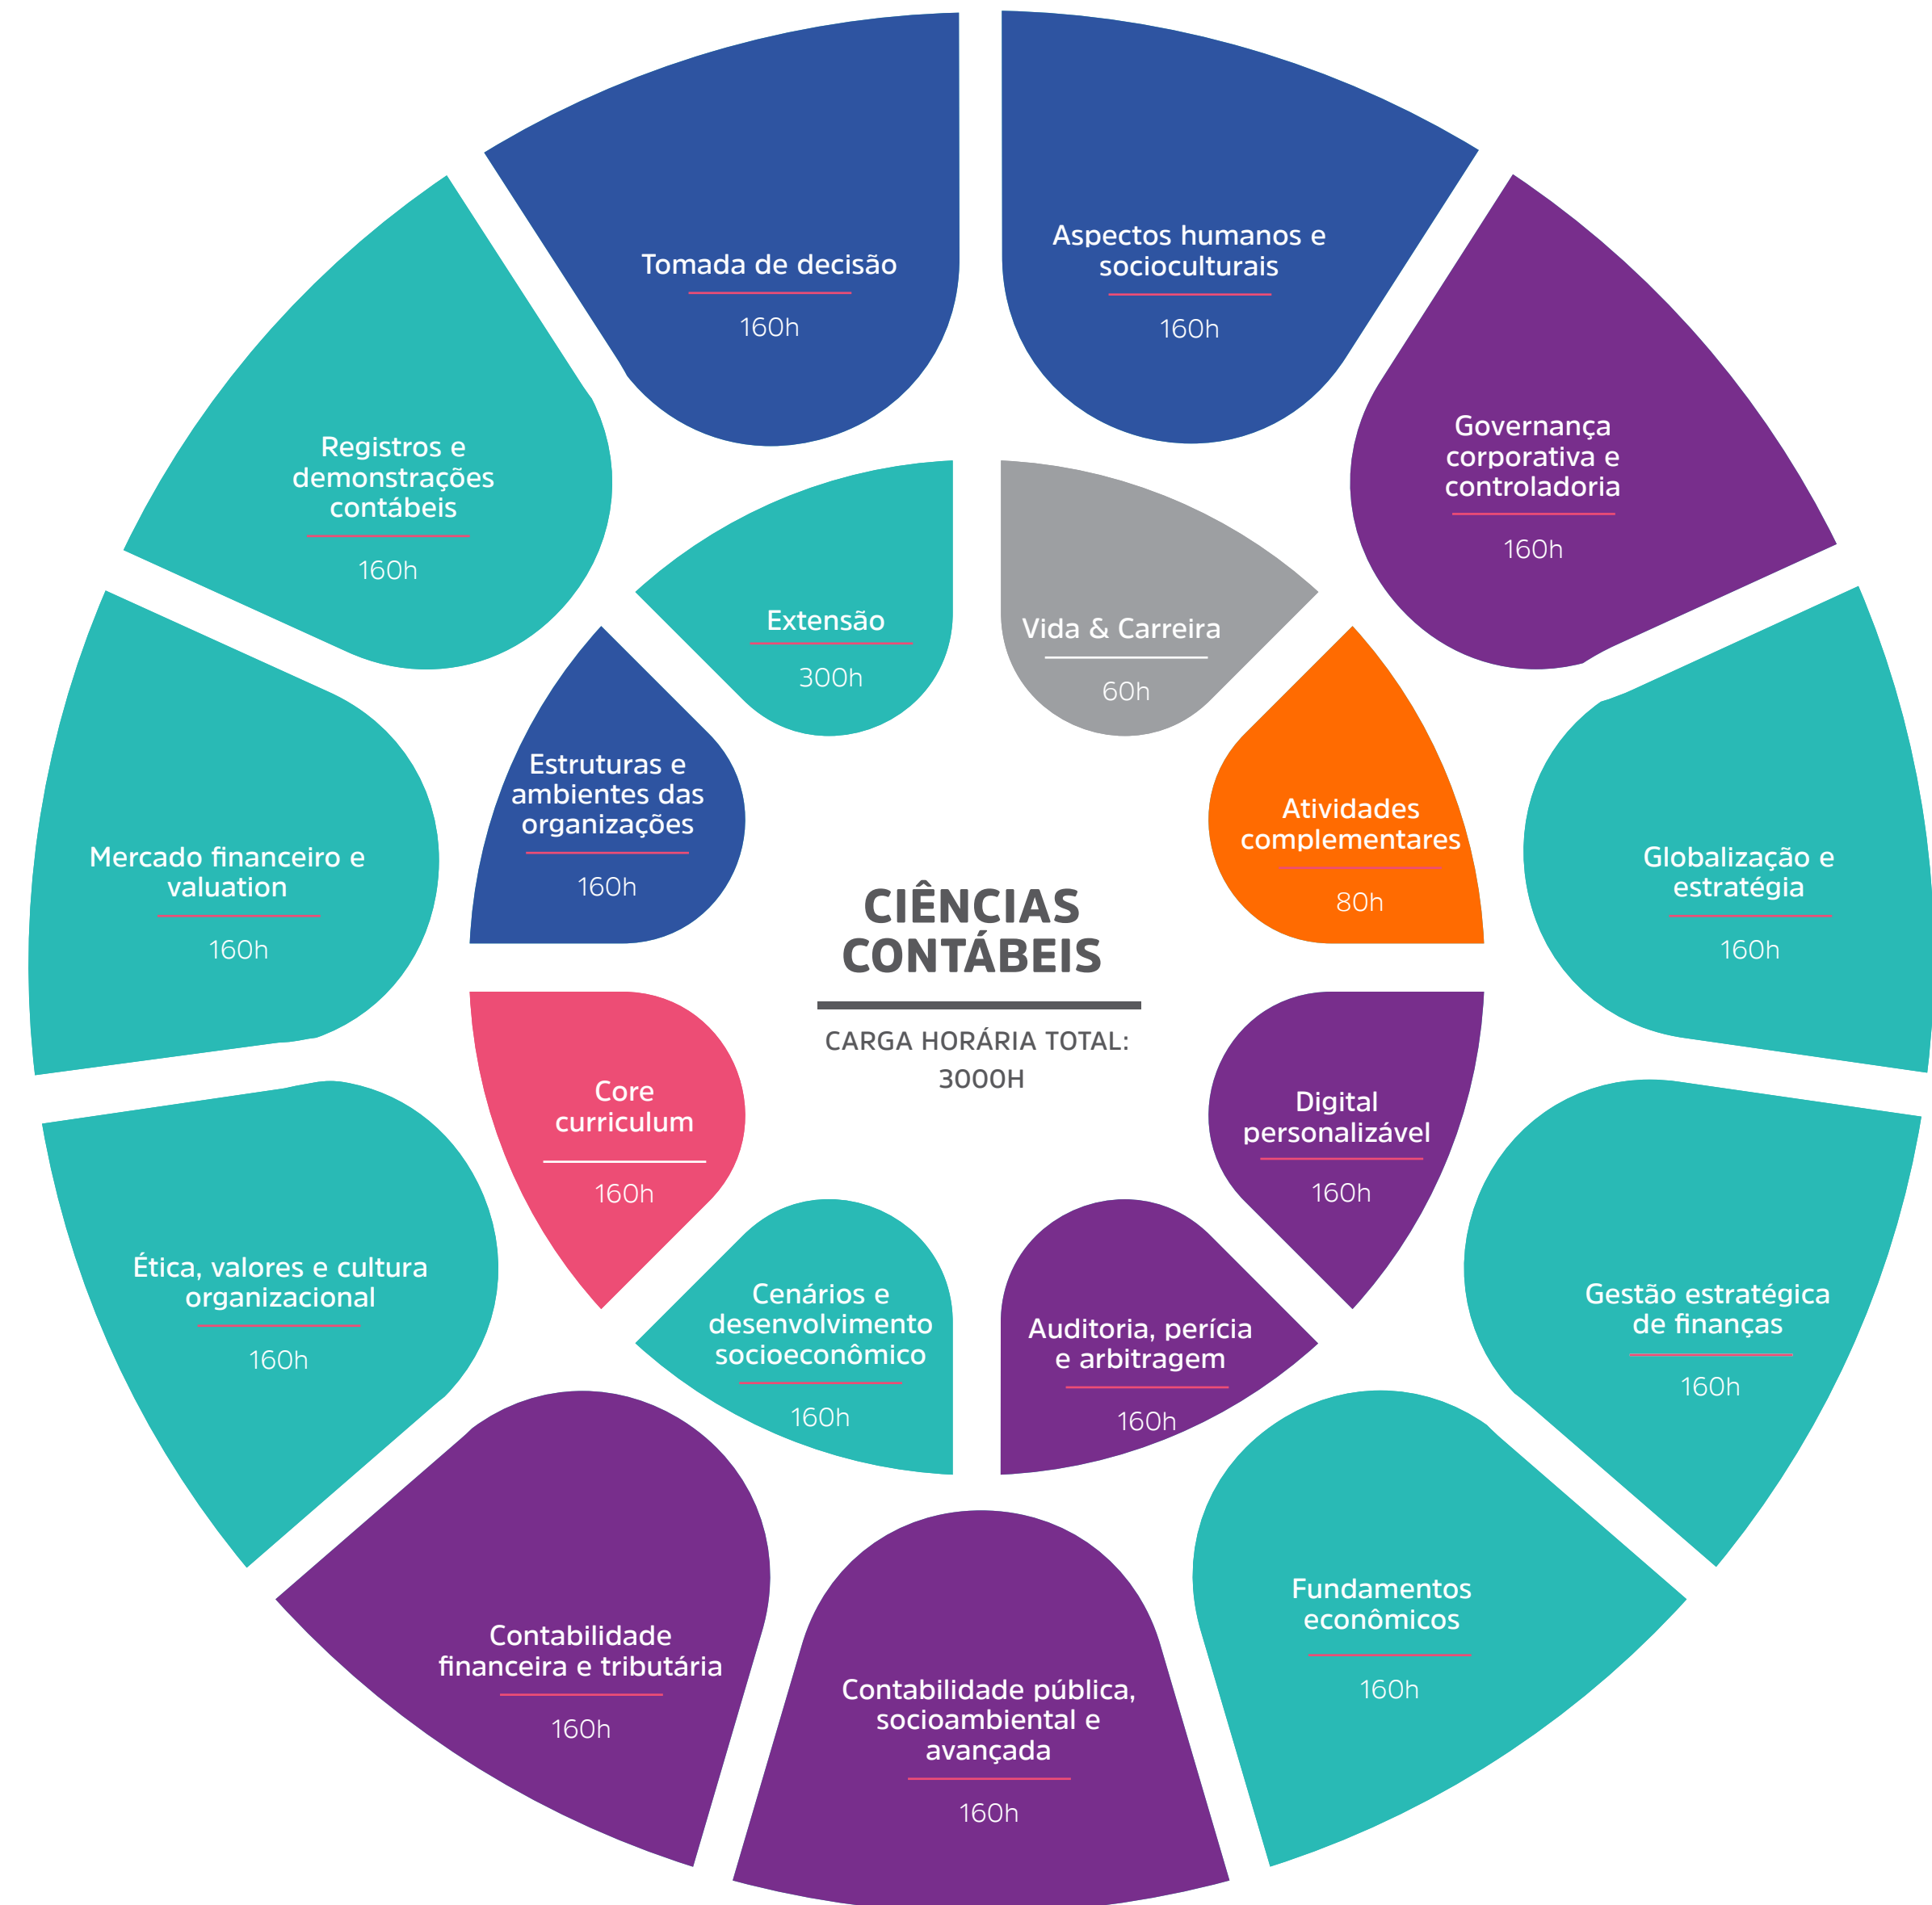 Tomada de decisão
160h
Aspectos humanos e
socioculturais
160h
Governança
corporativa e
controladoria
160h
Globalização e
estratégia
160h
Gestão estratégica
de finanças
160h
Fundamentos
econômicos
160h
Contabilidade pública,
socioambiental e
avançada
160h
Contabilidade
financeira e tributária
160h
Ética, valores e cultura
organizacional
160h
Mercado financeiro e
valuation
160h
Registros e
demonstrações
contábeis
160h
Extensão
300h
Vida & Carreira
60h
Atividades
complementares
80h
Digital
personalizável
160h
Auditoria, perícia
e arbitragem
160h
Cenários e
desenvolvimento
socioeconômico
160h
Core
curriculum
160h
Estruturas e
ambientes das
organizações
160h
CIÊNCIAS
CONTÁBEIS
CARGA HORÁRIA TOTAL:
3000H